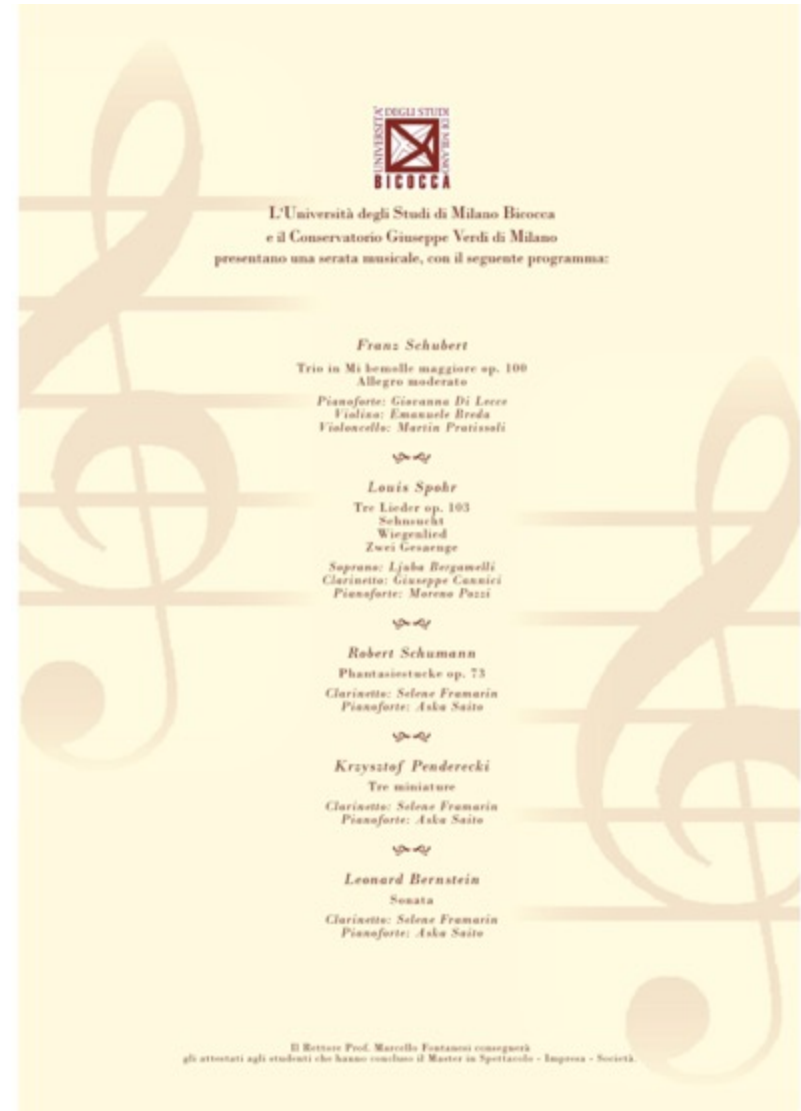 UNIVERSITA'
DEGLI STUDI
DI MILANO
BICOCCA
L'Università degli Studi di Milano Bicocca
e il Conservatorio Giuseppe Verdi di Milano
presentano una serata musicale, con il seguente programma:
Franz Schubert
Trio in Mi bemolle maggiore op. 100
Allegro moderato
Pianoforte: Giovanna Di Lecce
Violino: Emanuele Breda
Violoncello: Martin Pratissoli
Louis Spohr
Tre Lieder op. 103
Sehnsucht
Wiegenlied
Zwei Gesaenge
Soprano: Ljuba Bergamelli
Clarinetto: Giuseppe Cannici
Pianoforte: Moreno Pozzi
Robert Schumann
Phantasiestucke op. 73
Clarinetto: Selene Framarin
Pianoforte: Aska Saito
Krzysztof Penderecki
Tre miniature
Clarinetto: Selene Framarin
Pianoforte: Aska Saito
Leonard Bernstein
Sonata
Clarinetto: Selene Framarin
Pianoforte: Aska Saito
Il Rettore Prof. Marcello Fontanesi consegnerà
gli attestati agli studenti che hanno concluso il Master in Spettacolo - Impresa - Società